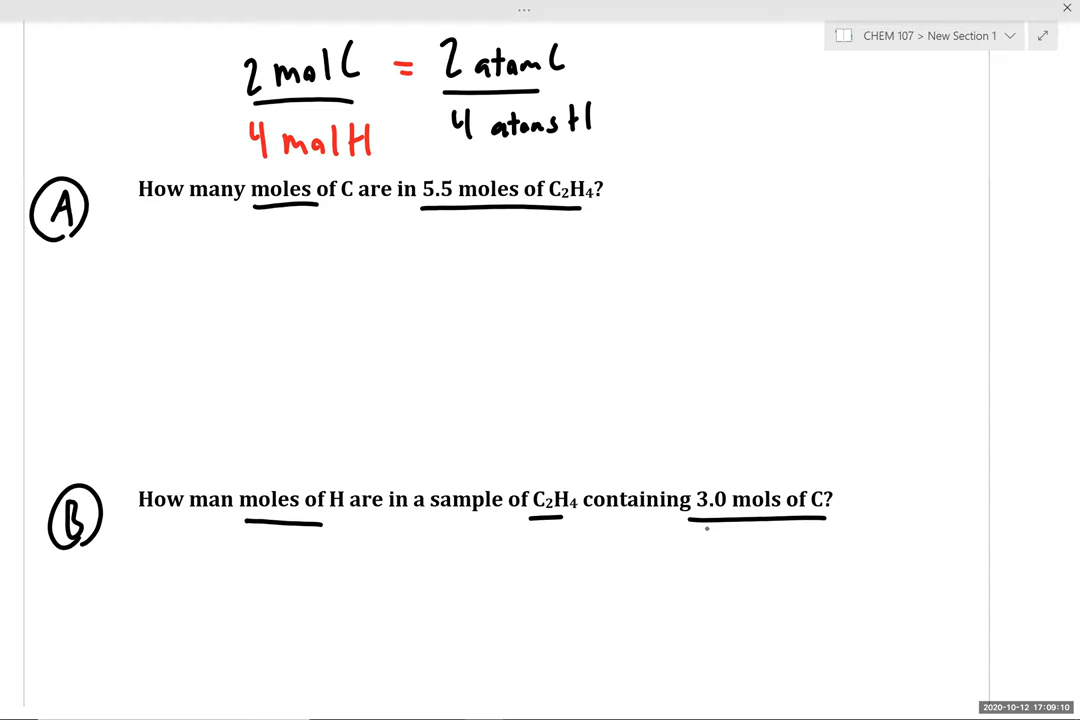 ...
CHEM 107 > New Section 1
2 mol C = 2 atom C
4 mol H 4 atoms H
A How many moles of C are in 5.5 moles of C₂H₄?
B How man moles of H are in a sample of C₂H₄ containing 3.0 mols of C?
2020-10-12 17:09:10